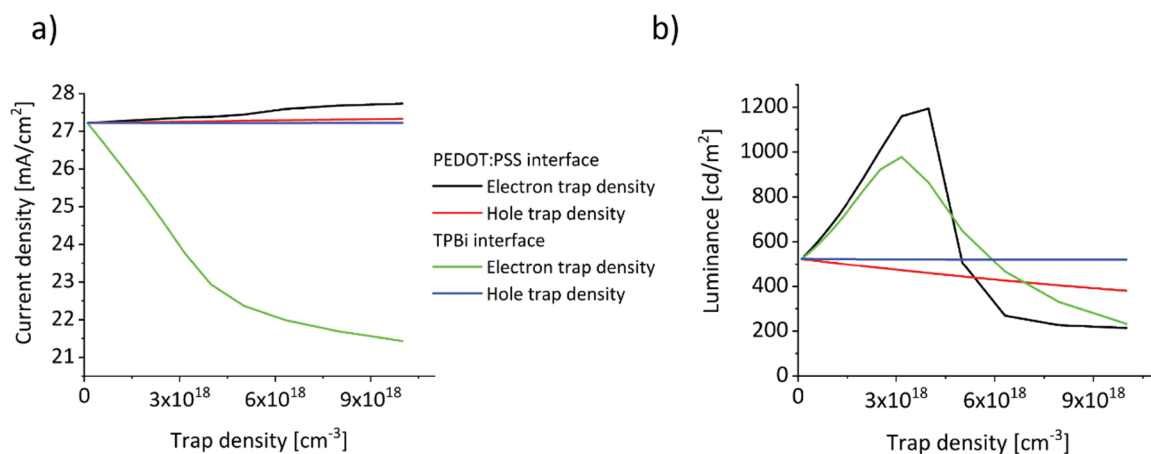 a)
28
27
26
25
24
23
22
21
Current density [mA/cm²]
0
3x10¹⁸
6x10¹⁸
9x10¹⁸
Trap density [cm⁻³]
PEDOT:PSS interface
Electron trap density
Hole trap density
TPBi interface
Electron trap density
Hole trap density
b)
1200
1000
800
600
400
200
0
Luminance [cd/m²]
0
3x10¹⁸
6x10¹⁸
9x10¹⁸
Trap density [cm⁻³]